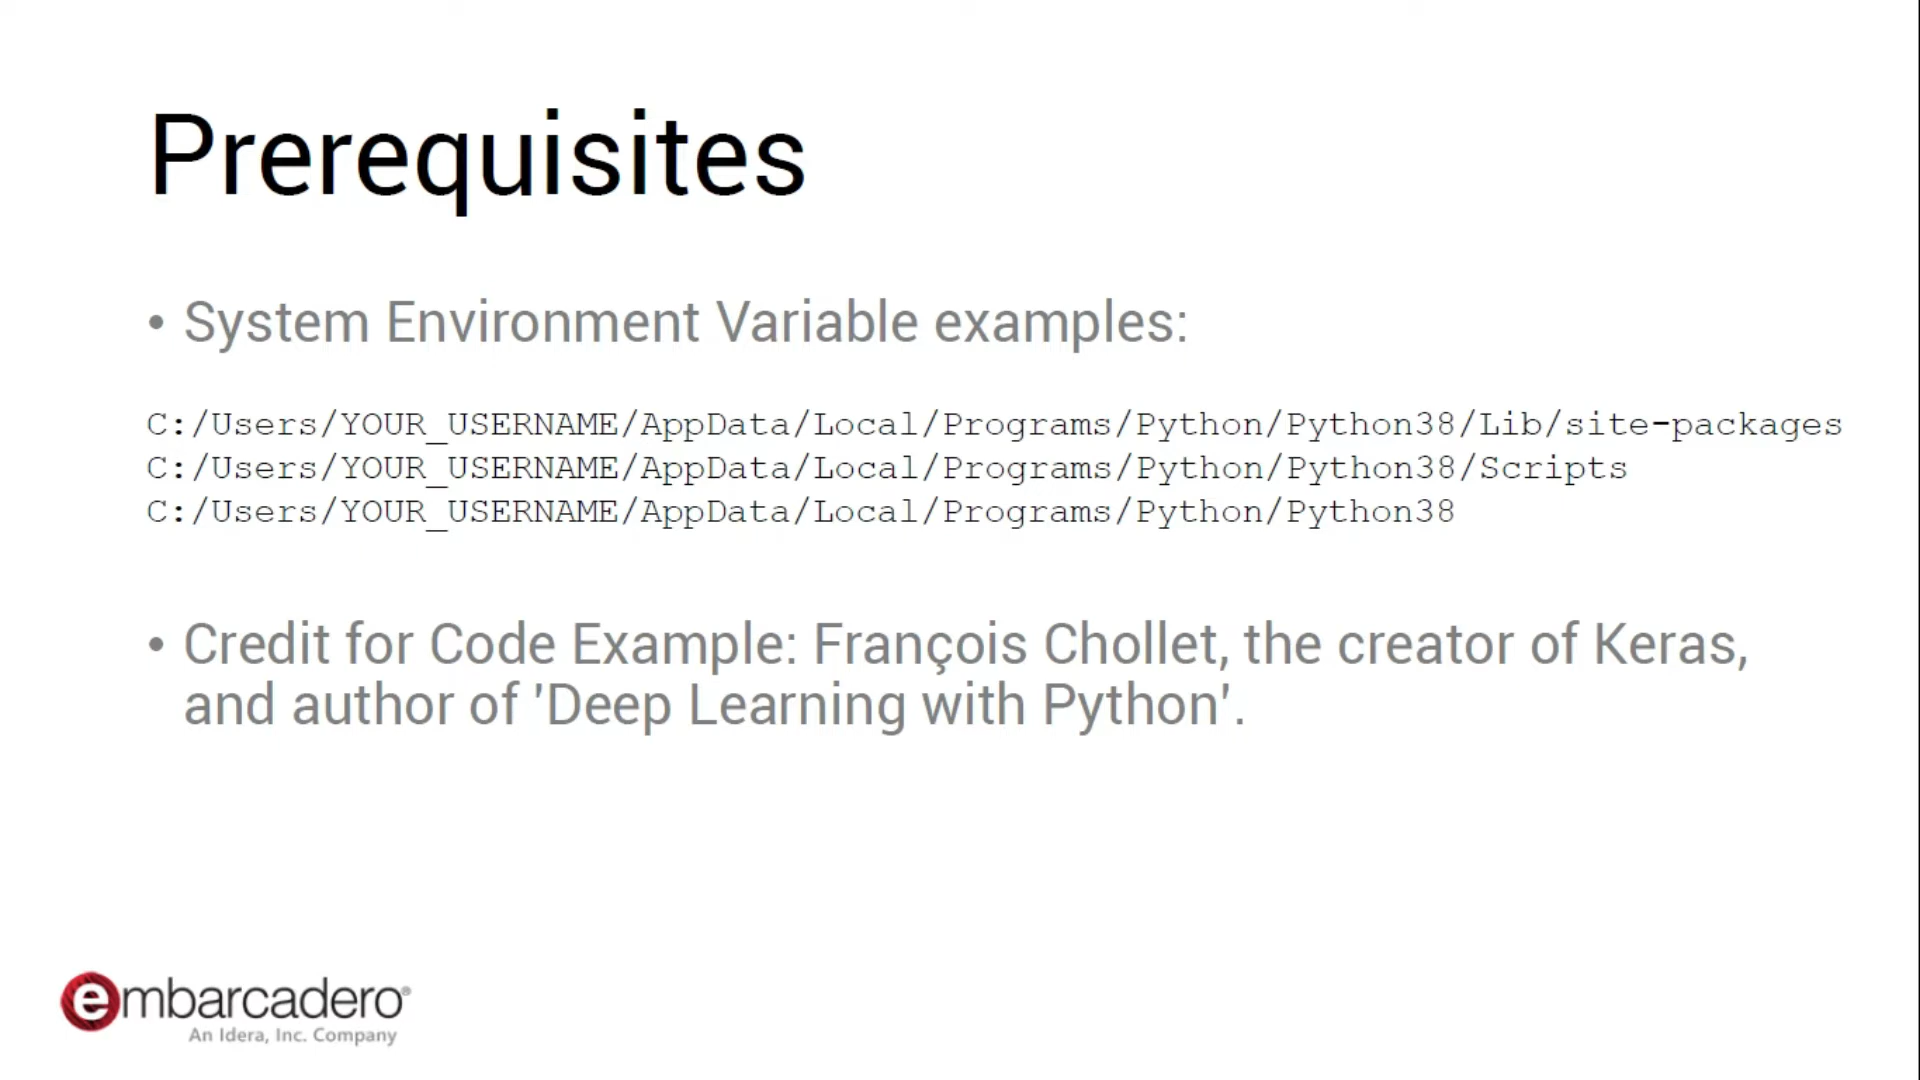 Prerequisites
• System Environment Variable examples:
C:/Users/YOUR_USERNAME/AppData/Local/Programs/Python/Python38/Lib/site-packages
C:/Users/YOUR_USERNAME/AppData/Local/Programs/Python/Python38/Scripts
C:/Users/YOUR_USERNAME/AppData/Local/Programs/Python/Python38
• Credit for Code Example: François Chollet, the creator of Keras,
and author of 'Deep Learning with Python'.
embarcadero®
An Idera, Inc. Company